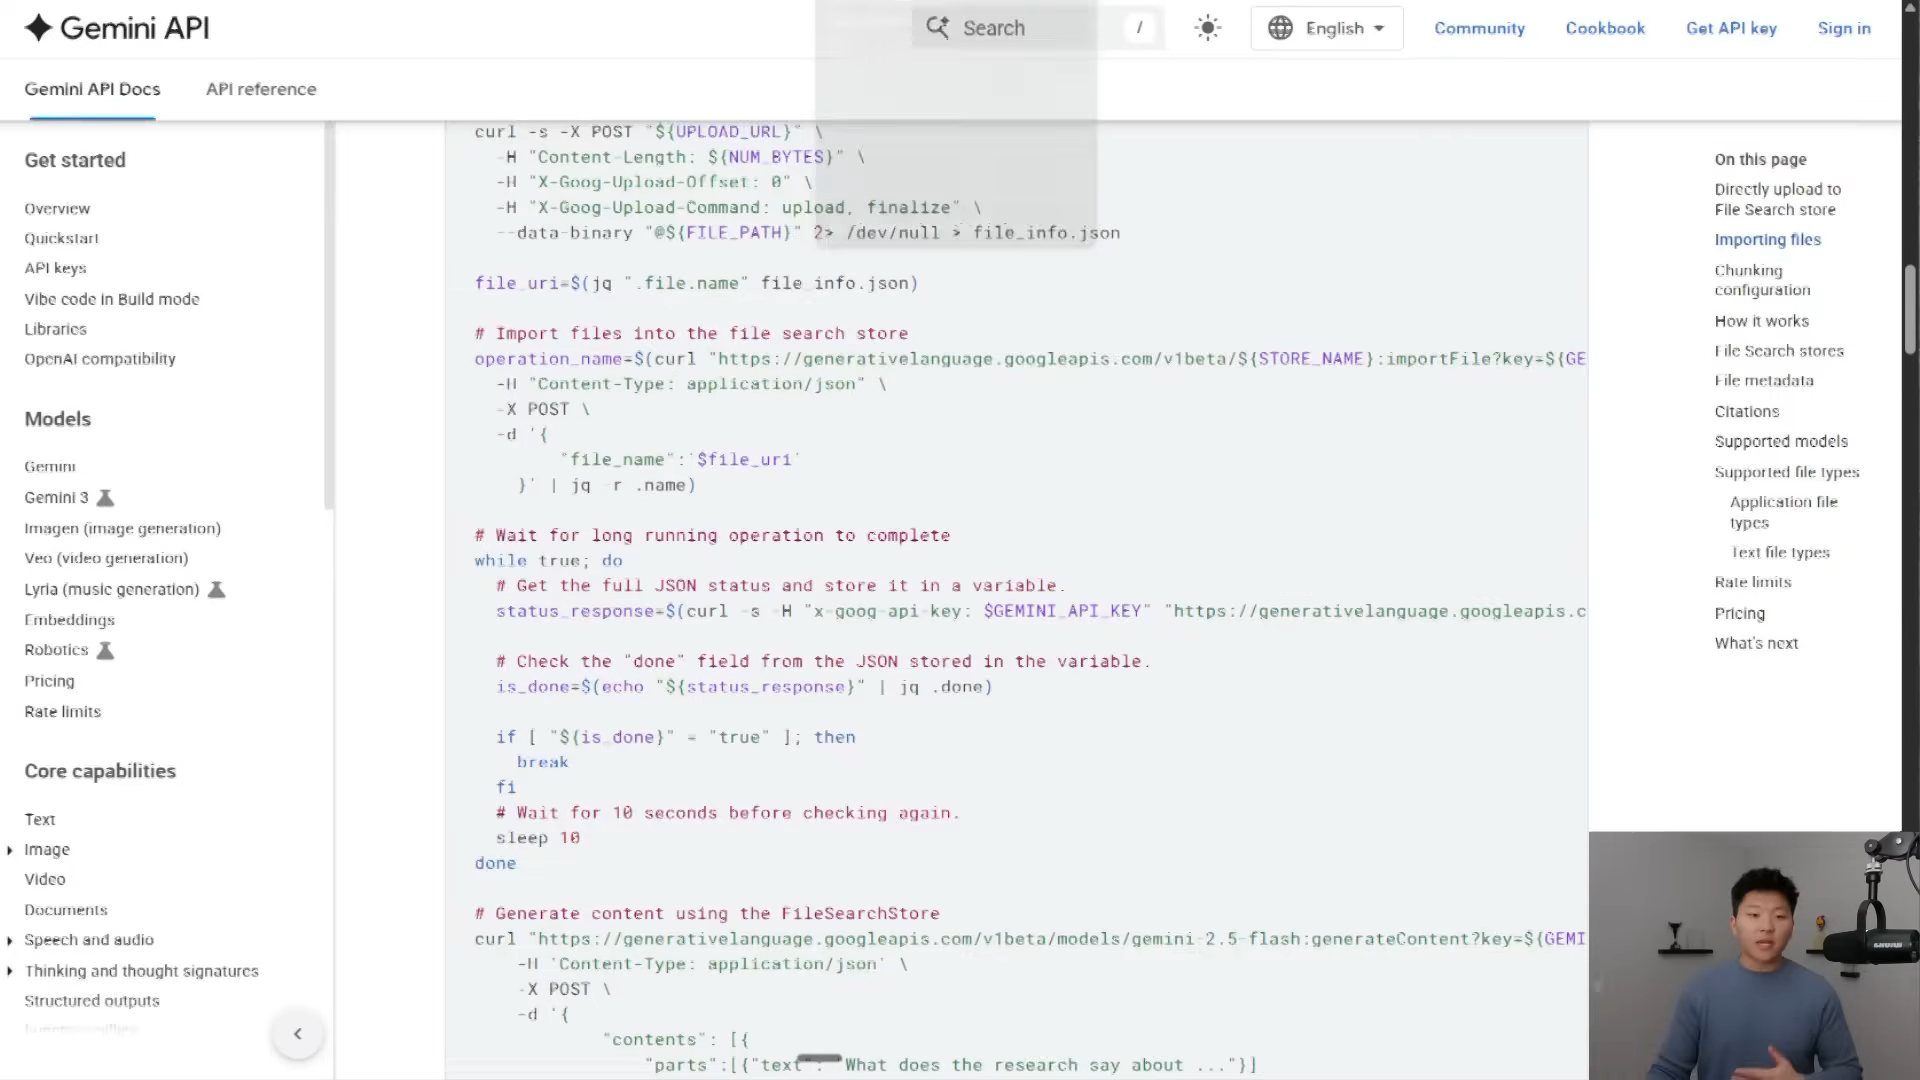 Gemini API
Search
/
English
Community
Cookbook
Get API key
Sign in
Gemini API Docs
API reference
Get started
Overview
Quickstart
API keys
Vibe code in Build mode
Libraries
OpenAI compatibility
Models
Gemini
Gemini 3
Imagen (image generation)
Veo (video generation)
Lyria (music generation)
Embeddings
Robotics
Pricing
Rate limits
Core capabilities
Text
Image
Video
Documents
Speech and audio
Thinking and thought signatures
Structured outputs
curl -s -X POST "${UPLOAD_URL}" \
-H "Content-Length: ${NUM_BYTES}" \
-H "X-Goog-Upload-Offset: 0" \
-H "X-Goog-Upload-Command: upload, finalize" \
--data-binary "@${FILE_PATH}" 2> /dev/null > file_info.json
file_uri=$(jq ".file.name" file_info.json)
# Import files into the file search store
operation_name=$(curl "https://generativelanguage.googleapis.com/v1beta/${STORE_NAME}:importFile?key=${GE
-H "Content-Type: application/json" \
-X POST \
-d '{
"file_name":'$file_uri'
}' | jq -r .name)
# Wait for long running operation to complete
while true; do
# Get the full JSON status and store it in a variable.
status_response=$(curl -s -H "x-goog-api-key: $GEMINI_API_KEY" "https://generativelanguage.googleapis.c
# Check the "done" field from the JSON stored in the variable.
is_done=$(echo "${status_response}" | jq .done)
if [ "${is_done}" = "true" ]; then
break
fi
# Wait for 10 seconds before checking again.
sleep 10
done
# Generate content using the FileSearchStore
curl "https://generativelanguage.googleapis.com/v1beta/models/gemini-2.5-flash:generateContent?key=${GEMI
-H 'Content-Type: application/json' \
-X POST \
-d '{
"contents": [{
"parts":[{"text": "What does the research say about ..."}]
On this page
Directly upload to
File Search store
Importing files
Chunking
configuration
How it works
File Search stores
File metadata
Citations
Supported models
Supported file types
Application file
types
Text file types
Rate limits
Pricing
What's next